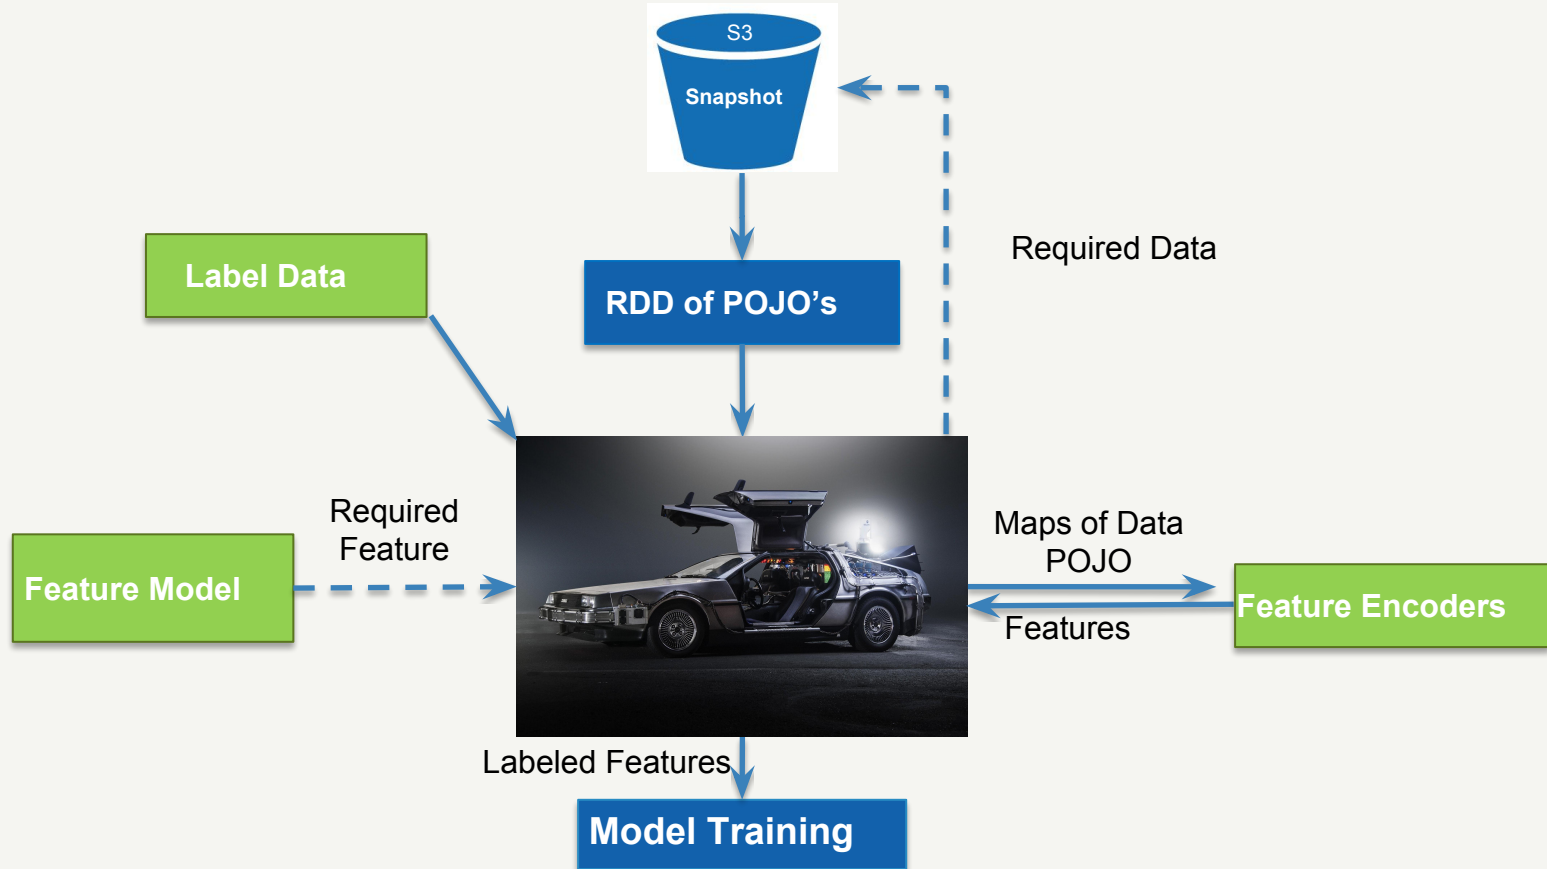 S3
Snapshot
Required Data
Label Data
RDD of POJO’s
Required
Feature
Maps of Data
POJO
Feature Model
Feature Encoders
Features
Labeled Features
Model Training